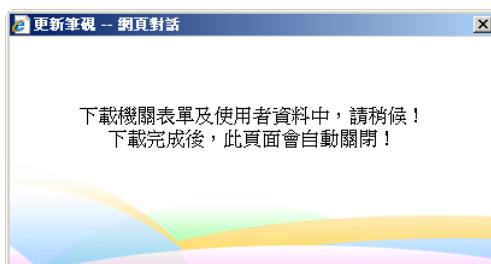 更新筆硯 -- 網頁對話
下載機關表單及使用者資料中，請稍候！
下載完成後，此頁面會自動關閉！